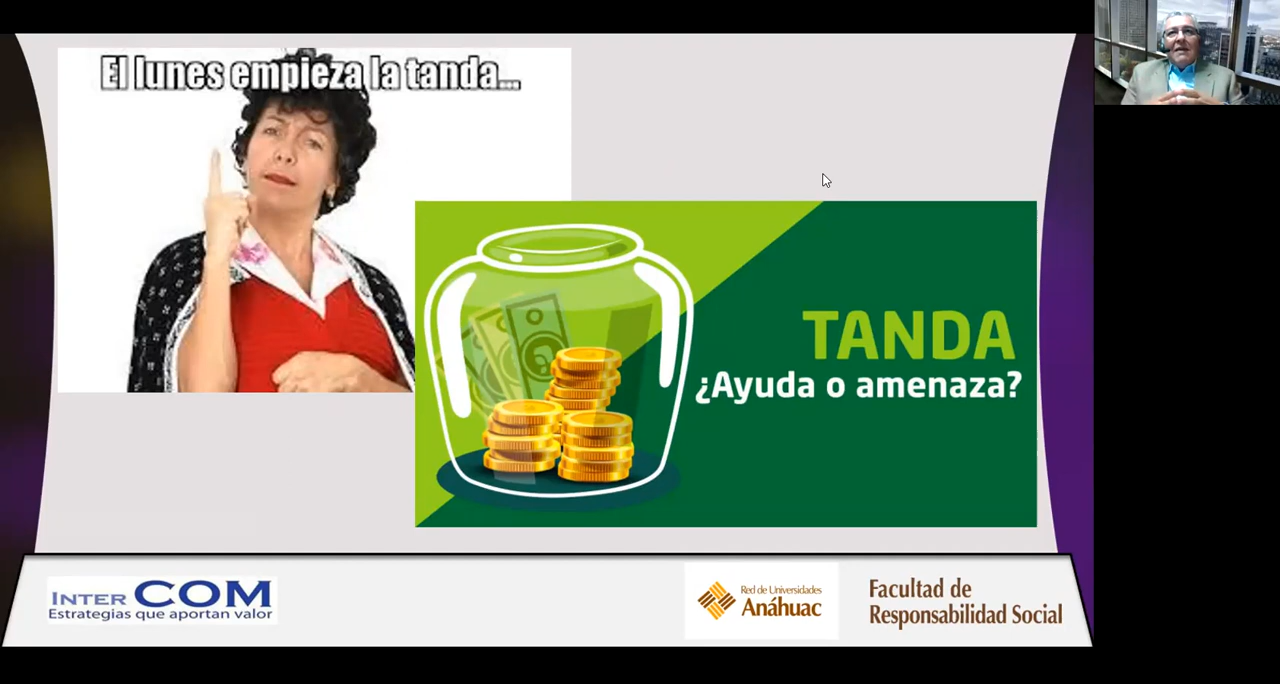 El lunes empieza la tanda...
TANDA
¿Ayuda o amenaza?
INTER COM
Estrategias que aportan valor
Red de Universidades
Anáhuac
Facultad de
Responsabilidad Social